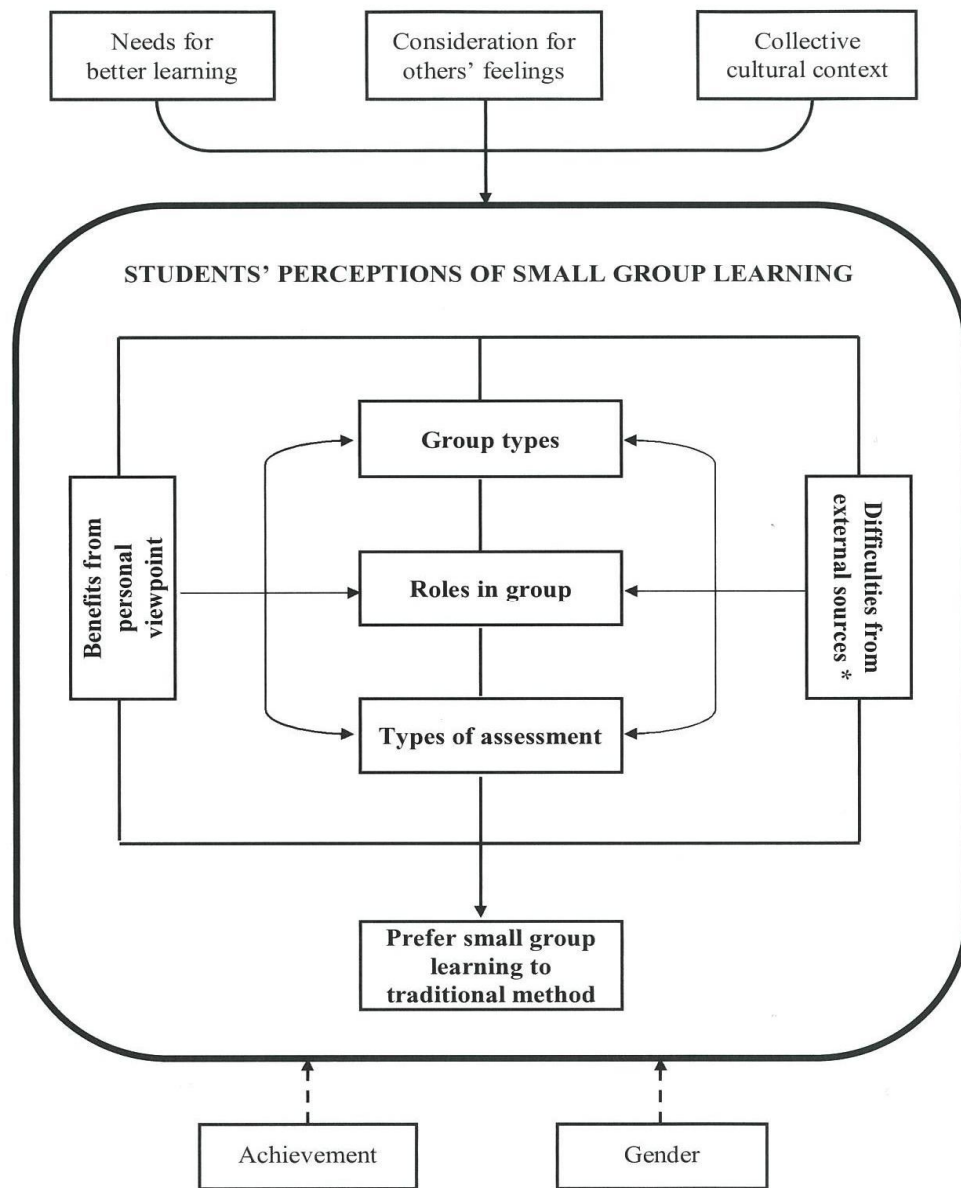 Needs for
better learning
Consideration for
others’ feelings
Collective
cultural context
STUDENTS’ PERCEPTIONS OF SMALL GROUP LEARNING
Group types
Benefits from
personal
viewpoint
Roles in group
Difficulties from
external sources *
Types of assessment
Prefer small group
learning to
traditional method
Achievement
Gender